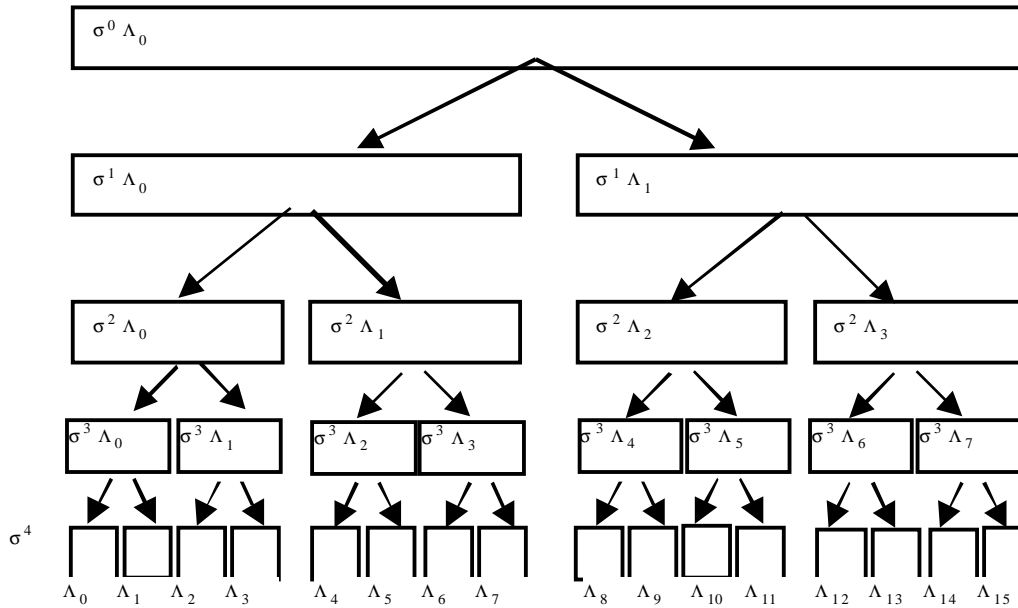 σ⁰ Λ₀
σ¹ Λ₀ σ¹ Λ₁
σ² Λ₀ σ² Λ₁ σ² Λ₂ σ² Λ₃
σ³ Λ₀ σ³ Λ₁ σ³ Λ₂ σ³ Λ₃ σ³ Λ₄ σ³ Λ₅ σ³ Λ₆ σ³ Λ₇
σ⁴
Λ₀ Λ₁ Λ₂ Λ₃ Λ₄ Λ₅ Λ₆ Λ₇ Λ₈ Λ₉ Λ₁₀ Λ₁₁ Λ₁₂ Λ₁₃ Λ₁₄ Λ₁₅